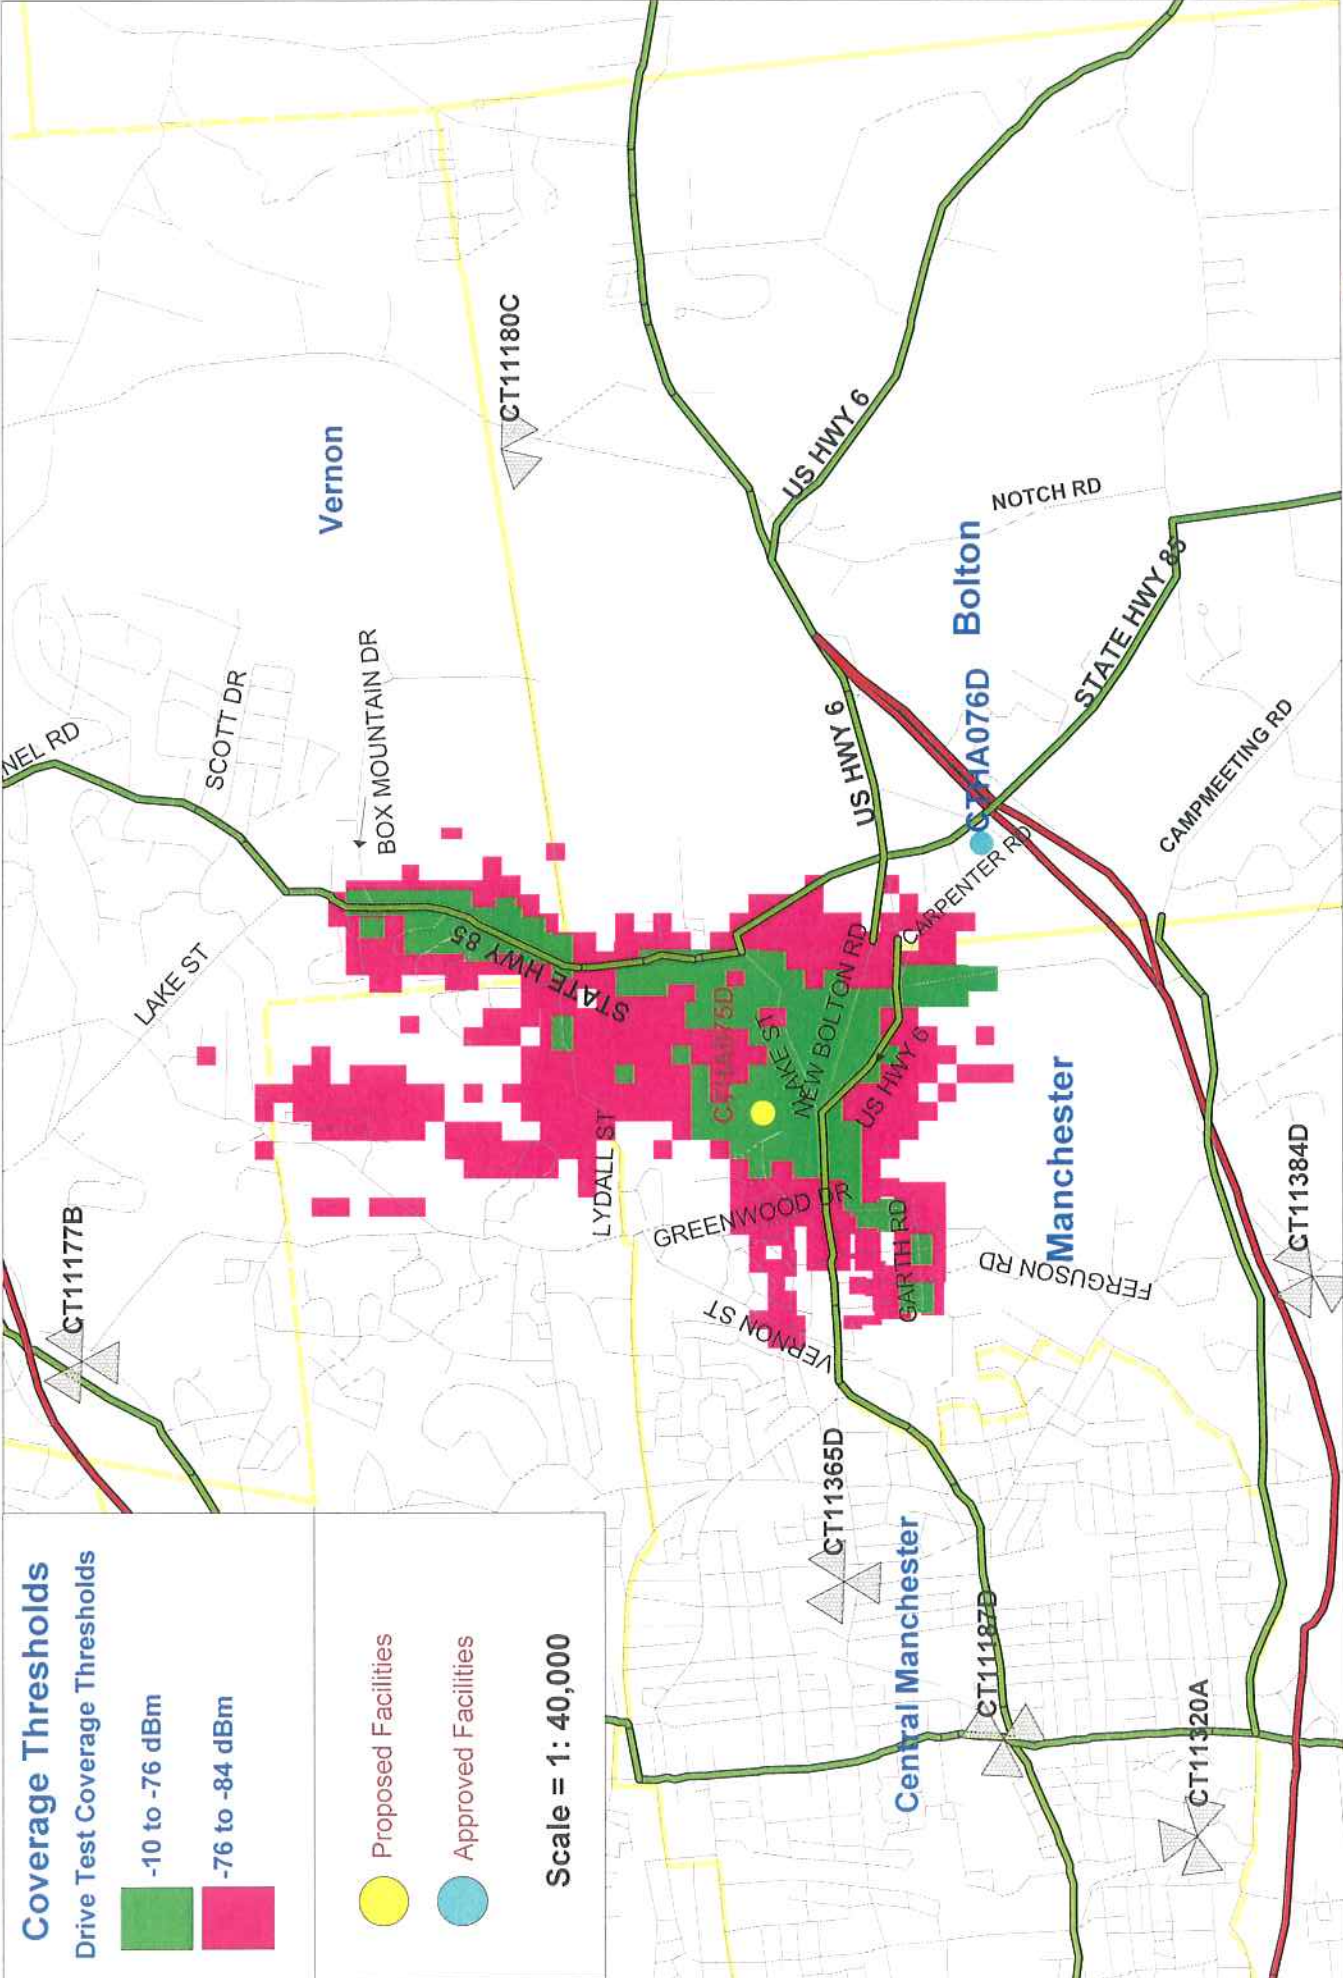 Coverage Thresholds
Drive Test Coverage Thresholds
-10 to -76 dBm
-76 to -84 dBm
Proposed Facilities
Approved Facilities
Scale = 1: 40,000
CT11177B
LAKE ST
NEL RD
SCOTT DR
BOX MOUNTAIN DR
Vernon
CT11180C
STATE HWY 85
LYDALL ST
GREENWOOD DR
VERNON ST
CTHA075D
LAKE ST
NEW BOLTON RD
US HWY 6
US HWY 6
US HWY 6
GARTH RD
FERGUSON RD
CARPENTER RD
CTHA076D
Bolton
NOTCH RD
STATE HWY 85
CAMPMEETING RD
Manchester
CT11384D
CT11365D
Central Manchester
CT11187D
CT11320A